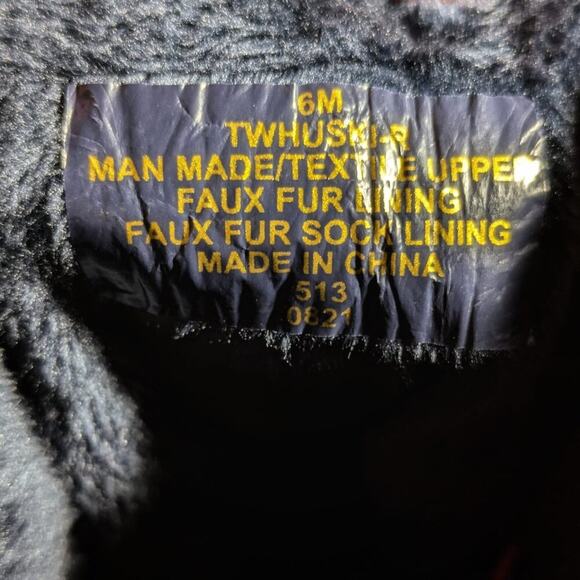 6M
TWHUSKI-R
MAN MADE/TEXTILE UPPER
FAUX FUR LINING
FAUX FUR SOCK LINING
MADE IN CHINA
513
0821